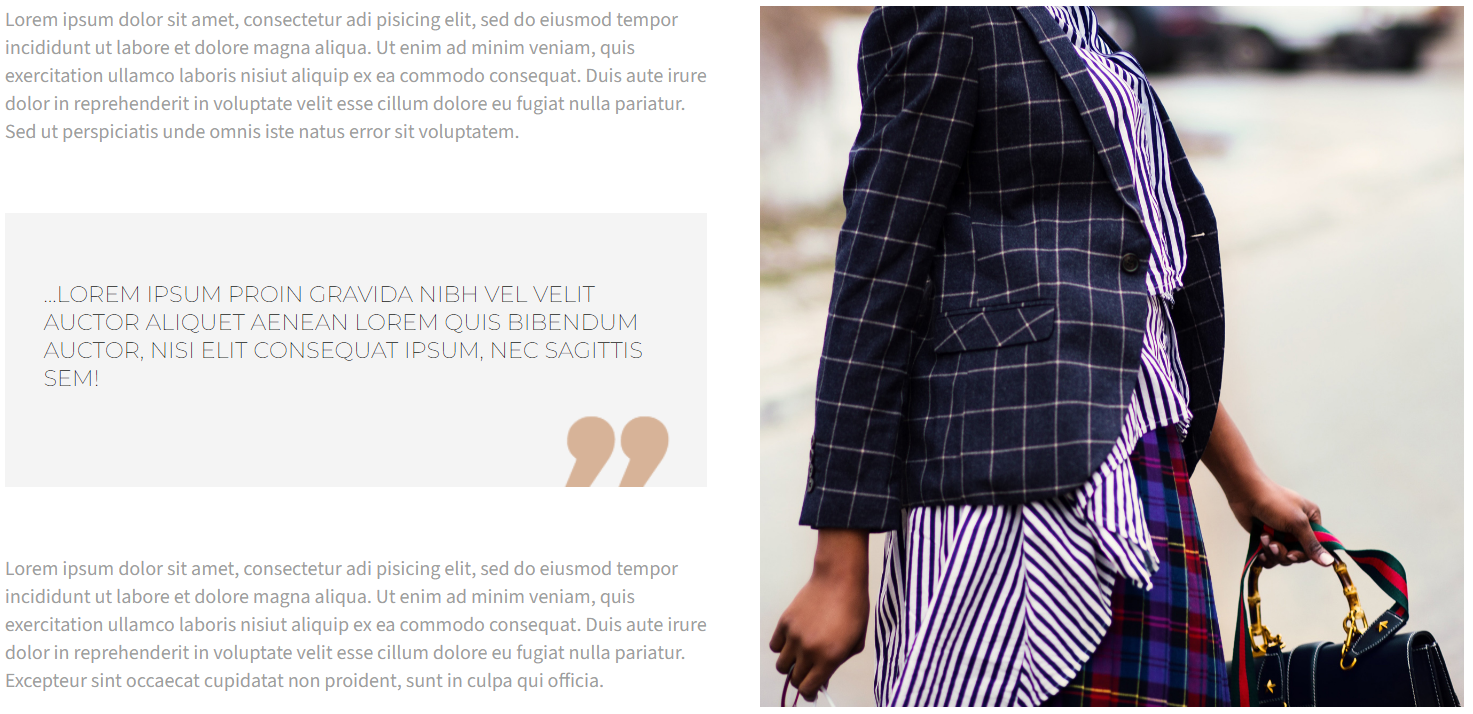 Lorem ipsum dolor sit amet, consectetur adi pisicing elit, sed do eiusmod tempor
incididunt ut labore et dolore magna aliqua. Ut enim ad minim veniam, quis
exercitation ullamco laboris nisiut aliquip ex ea commodo consequat. Duis aute irure
dolor in reprehenderit in voluptate velit esse cillum dolore eu fugiat nulla pariatur.
Sed ut perspiciatis unde omnis iste natus error sit voluptatem.
...LOREM IPSUM PROIN GRAVIDA NIBH VEL VELIT
AUCTOR ALIQUET AENEAN LOREM QUIS BIBENDUM
AUCTOR, NISI ELIT CONSEQUAT IPSUM, NEC SAGITTIS
SEM!
”
Lorem ipsum dolor sit amet, consectetur adi pisicing elit, sed do eiusmod tempor
incididunt ut labore et dolore magna aliqua. Ut enim ad minim veniam, quis
exercitation ullamco laboris nisiut aliquip ex ea commodo consequat. Duis aute irure
dolor in reprehenderit in voluptate velit esse cillum dolore eu fugiat nulla pariatur.
Excepteur sint occaecat cupidatat non proident, sunt in culpa qui officia.